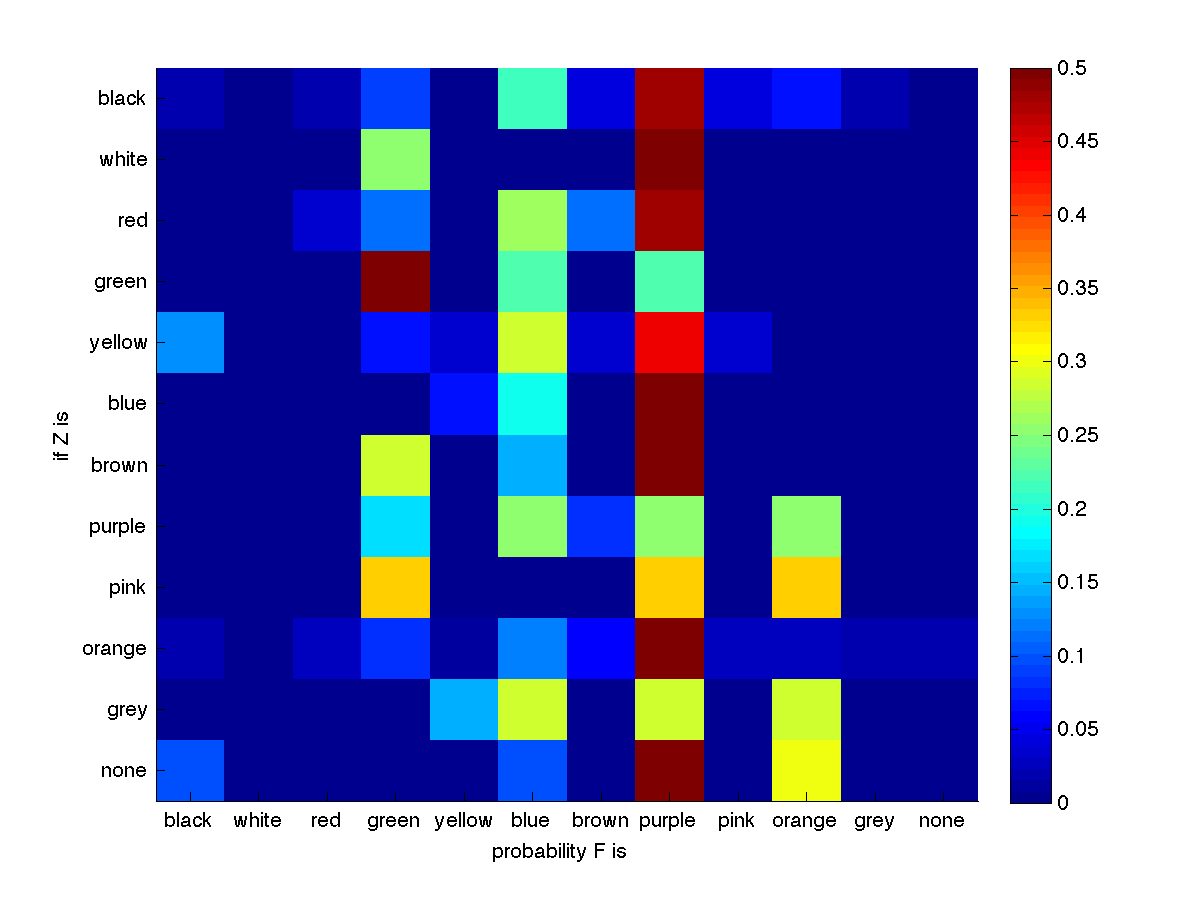 black
white
red
green
yellow
blue
brown
purple
pink
orange
grey
none
if Z is
black white red green yellow blue brown purple pink orange grey none
probability F is
0.5
0.45
0.4
0.35
0.3
0.25
0.2
0.15
0.1
0.05
0